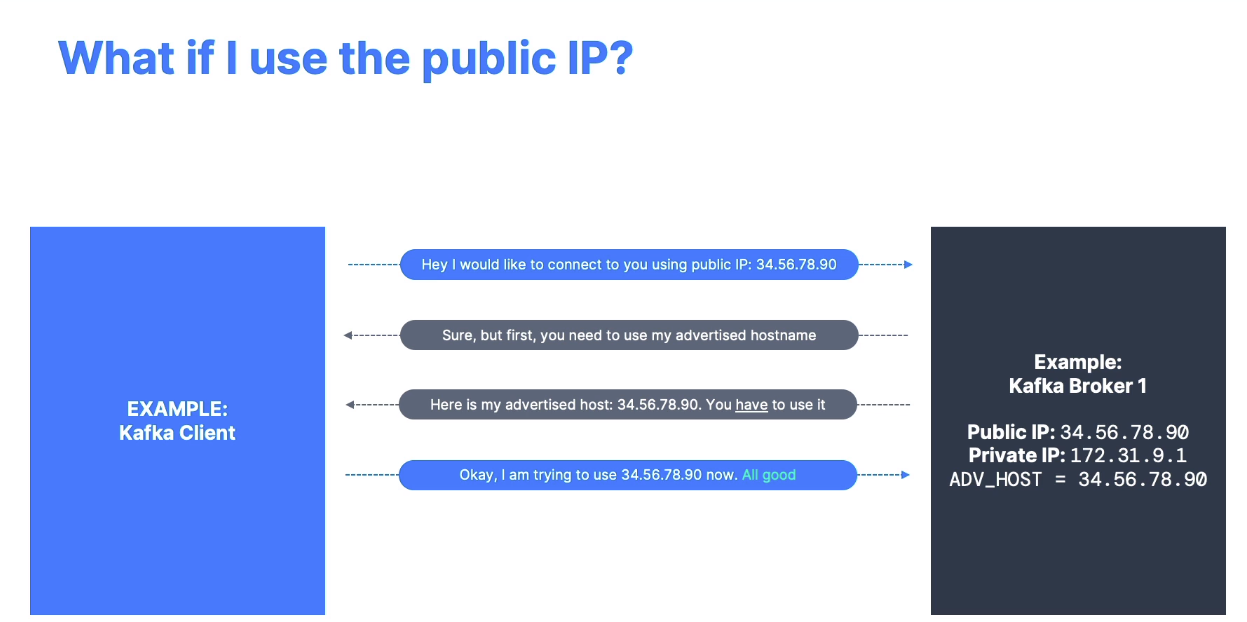 What if I use the public IP?
Hey I would like to connect to you using public IP: 34.56.78.90
Sure, but first, you need to use my advertised hostname
Here is my advertised host: 34.56.78.90. You have to use it
Okay, I am trying to use 34.56.78.90 now. All good
EXAMPLE:
Kafka Client
Example:
Kafka Broker 1
Public IP: 34.56.78.90
Private IP: 172.31.9.1
ADV_HOST = 34.56.78.90